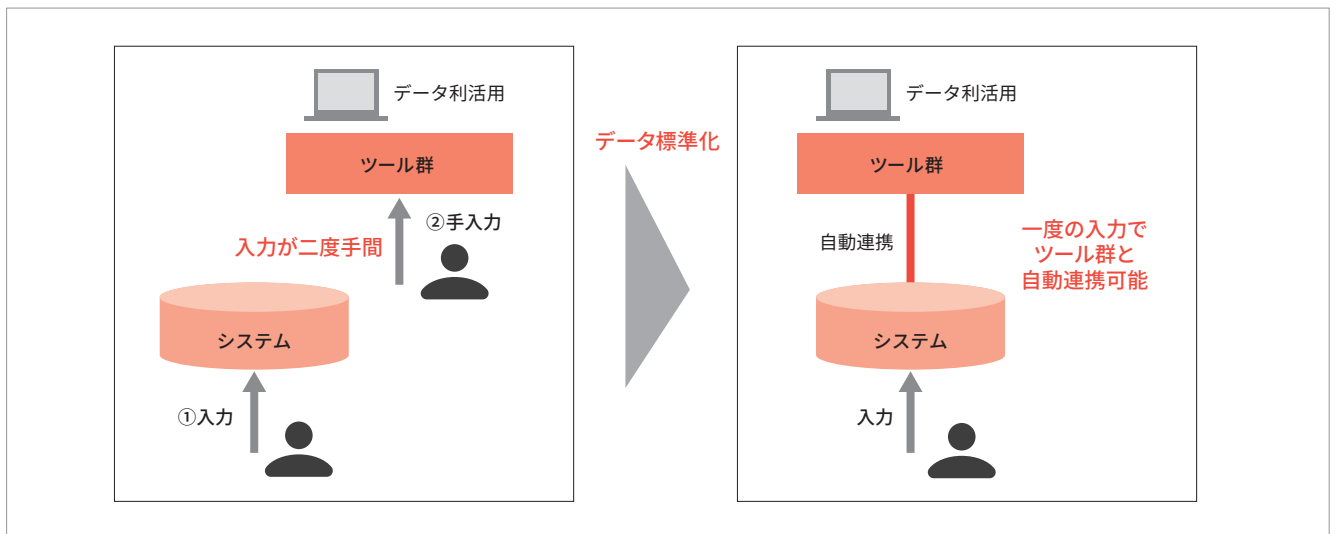 データ利活用
ツール群
②手入力
入力が二度手間
システム
①入力
データ標準化
データ利活用
ツール群
自動連携
一度の入力で
ツール群と
自動連携可能
システム
入力